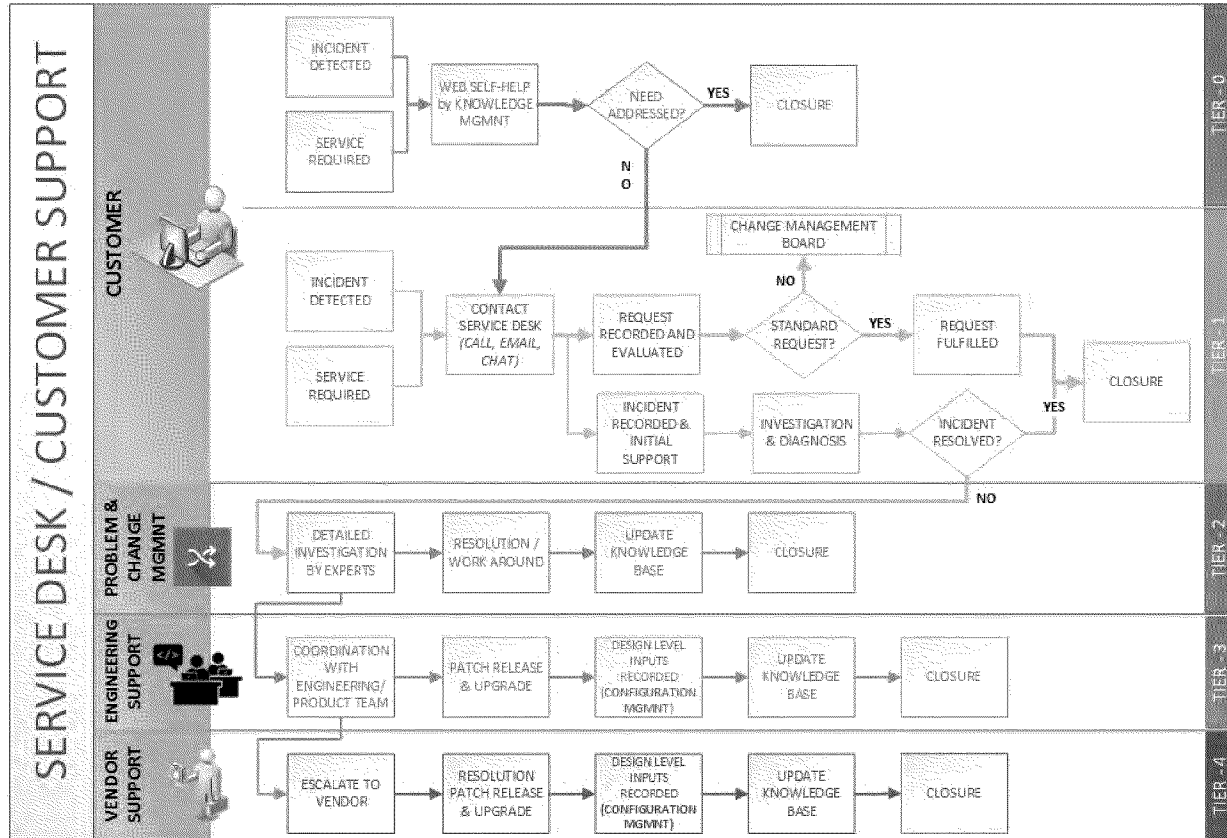 SERVICE DESK / CUSTOMER SUPPORT
CUSTOMER
INCIDENT
DETECTED
SERVICE
REQUIRED
WEB SELF-HELP
by KNOWLEDGE
MGMNT
NEED
ADDRESSED?
YES
CLOSURE
N
O
TIER - 0
INCIDENT
DETECTED
SERVICE
REQUIRED
CONTACT
SERVICE DESK
(CALL, EMAIL,
CHAT)
REQUEST
RECORDED AND
EVALUATED
CHANGE MANAGEMENT
BOARD
NO
STANDARD
REQUEST?
YES
REQUEST
FULFILLED
INCIDENT
RECORDED &
INITIAL
SUPPORT
INVESTIGATION
& DIAGNOSIS
INCIDENT
RESOLVED?
YES
CLOSURE
NO
TIER - 1
PROBLEM &
CHANGE
MGMNT
DETAILED
INVESTIGATION
BY EXPERTS
RESOLUTION /
WORK AROUND
UPDATE
KNOWLEDGE
BASE
CLOSURE
TIER - 2
ENGINEERING
SUPPORT
</>
COORDINATION
WITH
ENGINEERING/
PRODUCT TEAM
PATCH RELEASE
& UPGRADE
DESIGN LEVEL
INPUTS
RECORDED
(CONFIGURATION
MGMNT)
UPDATE
KNOWLEDGE
BASE
CLOSURE
TIER - 3
VENDOR
SUPPORT
ESCALATE TO
VENDOR
RESOLUTION
PATCH RELEASE
& UPGRADE
DESIGN LEVEL
INPUTS
RECORDED
(CONFIGURATION
MGMNT)
UPDATE
KNOWLEDGE
BASE
CLOSURE
TIER - 4